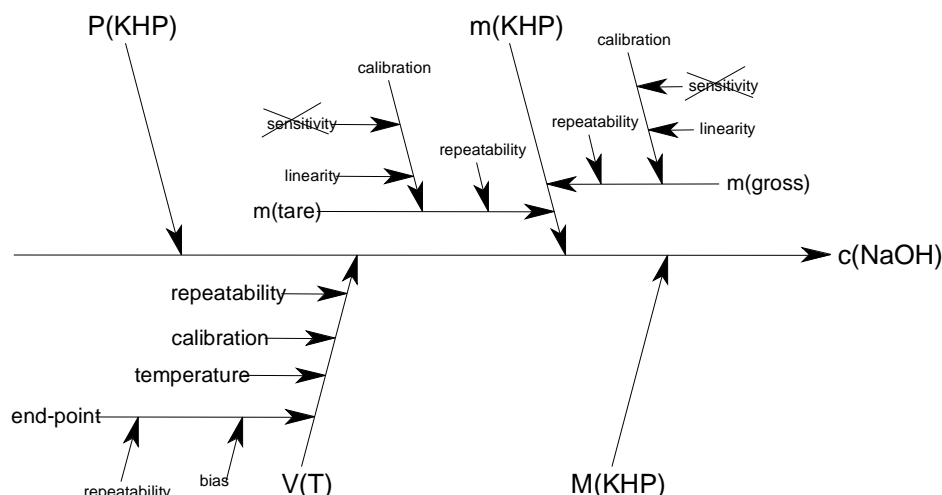 P(KHP)
m(KHP)
calibration
calibration
sensitivity
sensitivity
repeatability
linearity
repeatability
linearity
m(gross)
m(tare)
c(NaOH)
repeatability
calibration
temperature
end-point
repeatability
bias
V(T)
M(KHP)